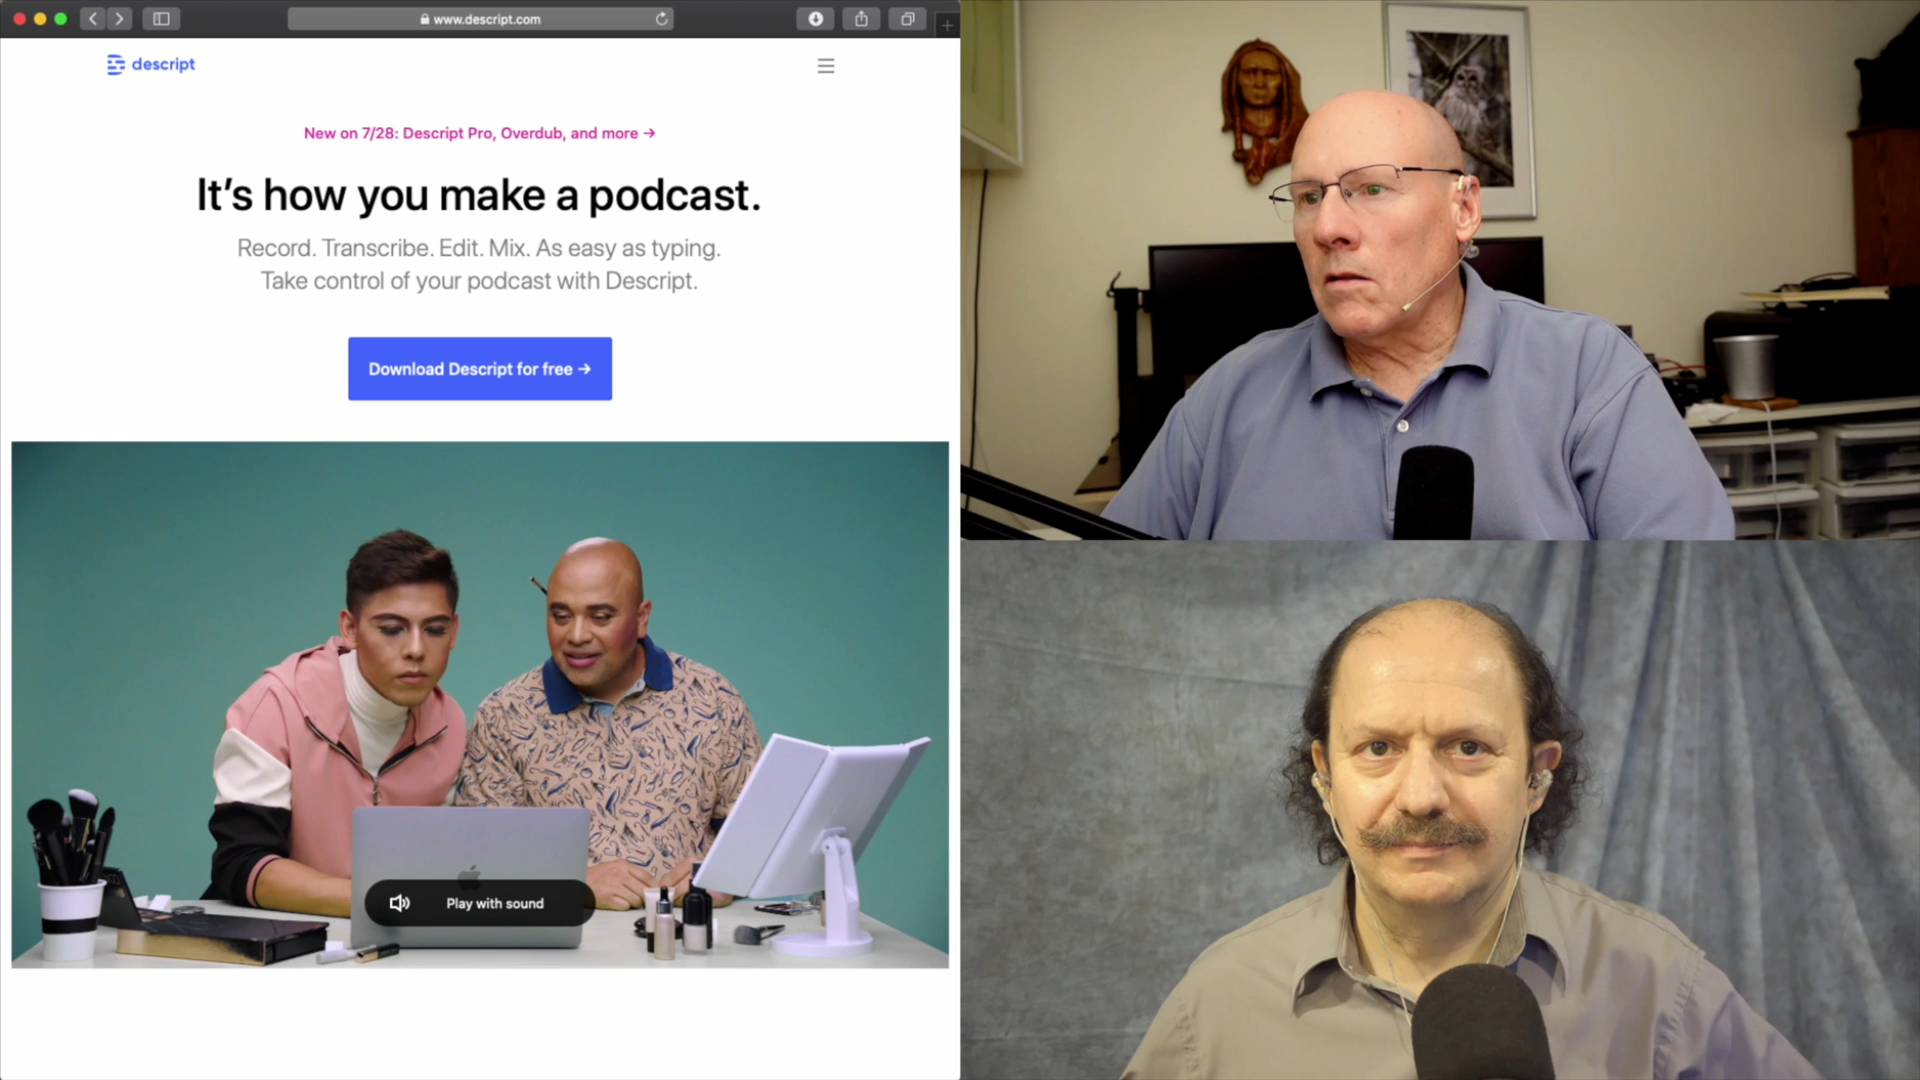 www.descript.com
descript
New on 7/28: Descript Pro, Overdub, and more →
It's how you make a podcast.
Record. Transcribe. Edit. Mix. As easy as typing.
Take control of your podcast with Descript.
Download Descript for free →
Play with sound